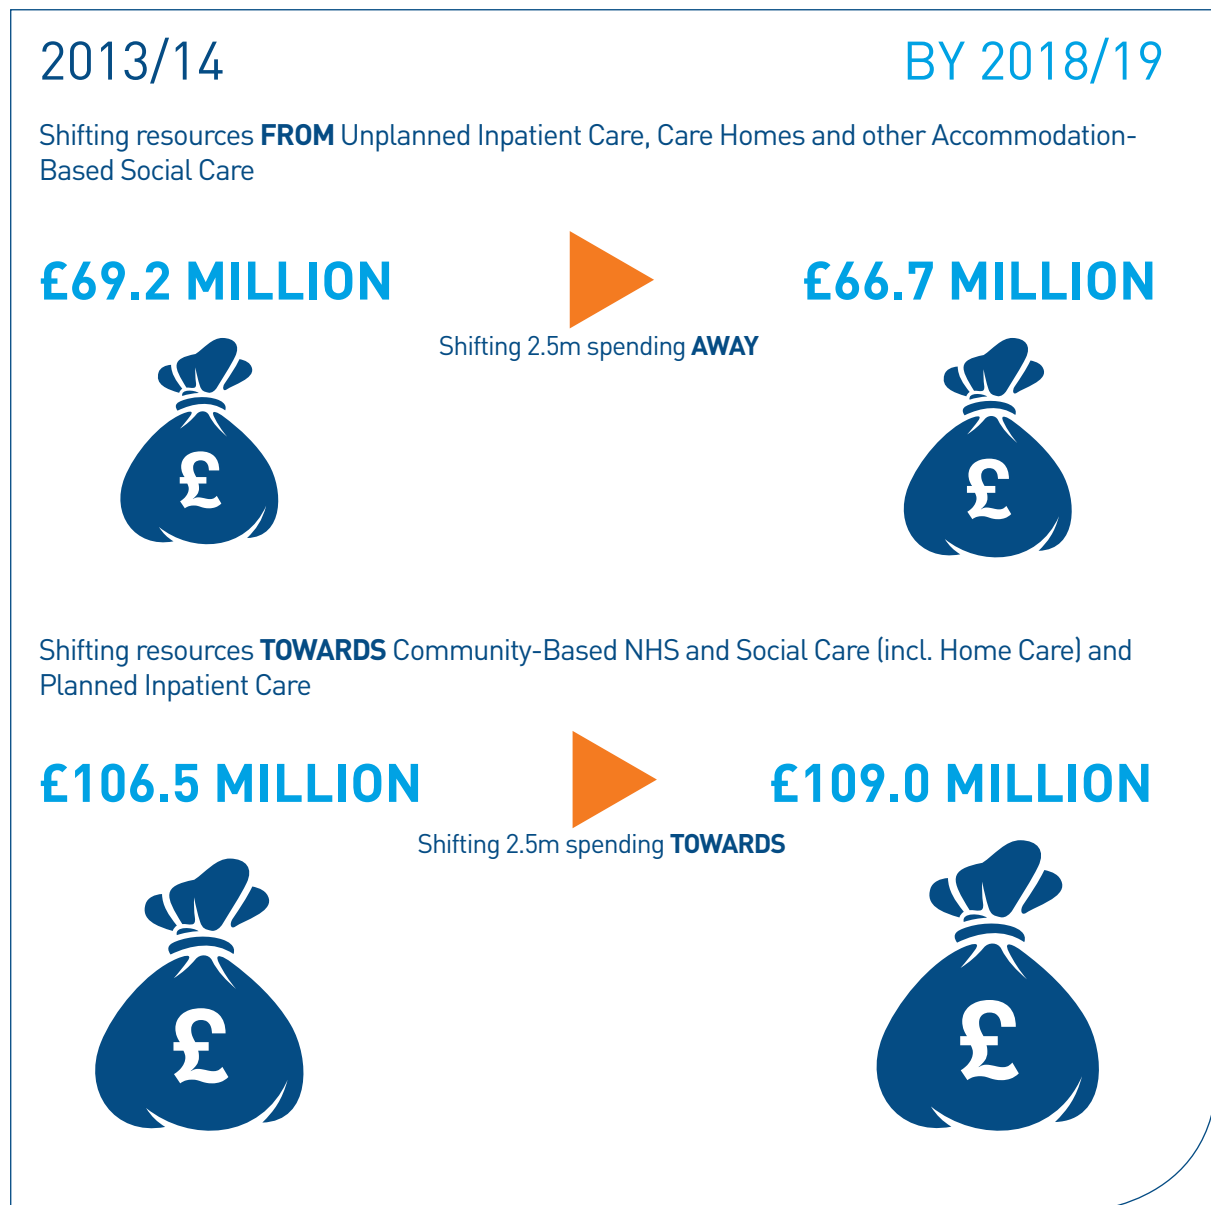 2013/14
BY 2018/19
Shifting resources FROM Unplanned Inpatient Care, Care Homes and other Accommodation-
Based Social Care
£69.2 MILLION
£66.7 MILLION
Shifting 2.5m spending AWAY
£
£
Shifting resources TOWARDS Community-Based NHS and Social Care (incl. Home Care) and
Planned Inpatient Care
£106.5 MILLION
£109.0 MILLION
Shifting 2.5m spending TOWARDS
£
£